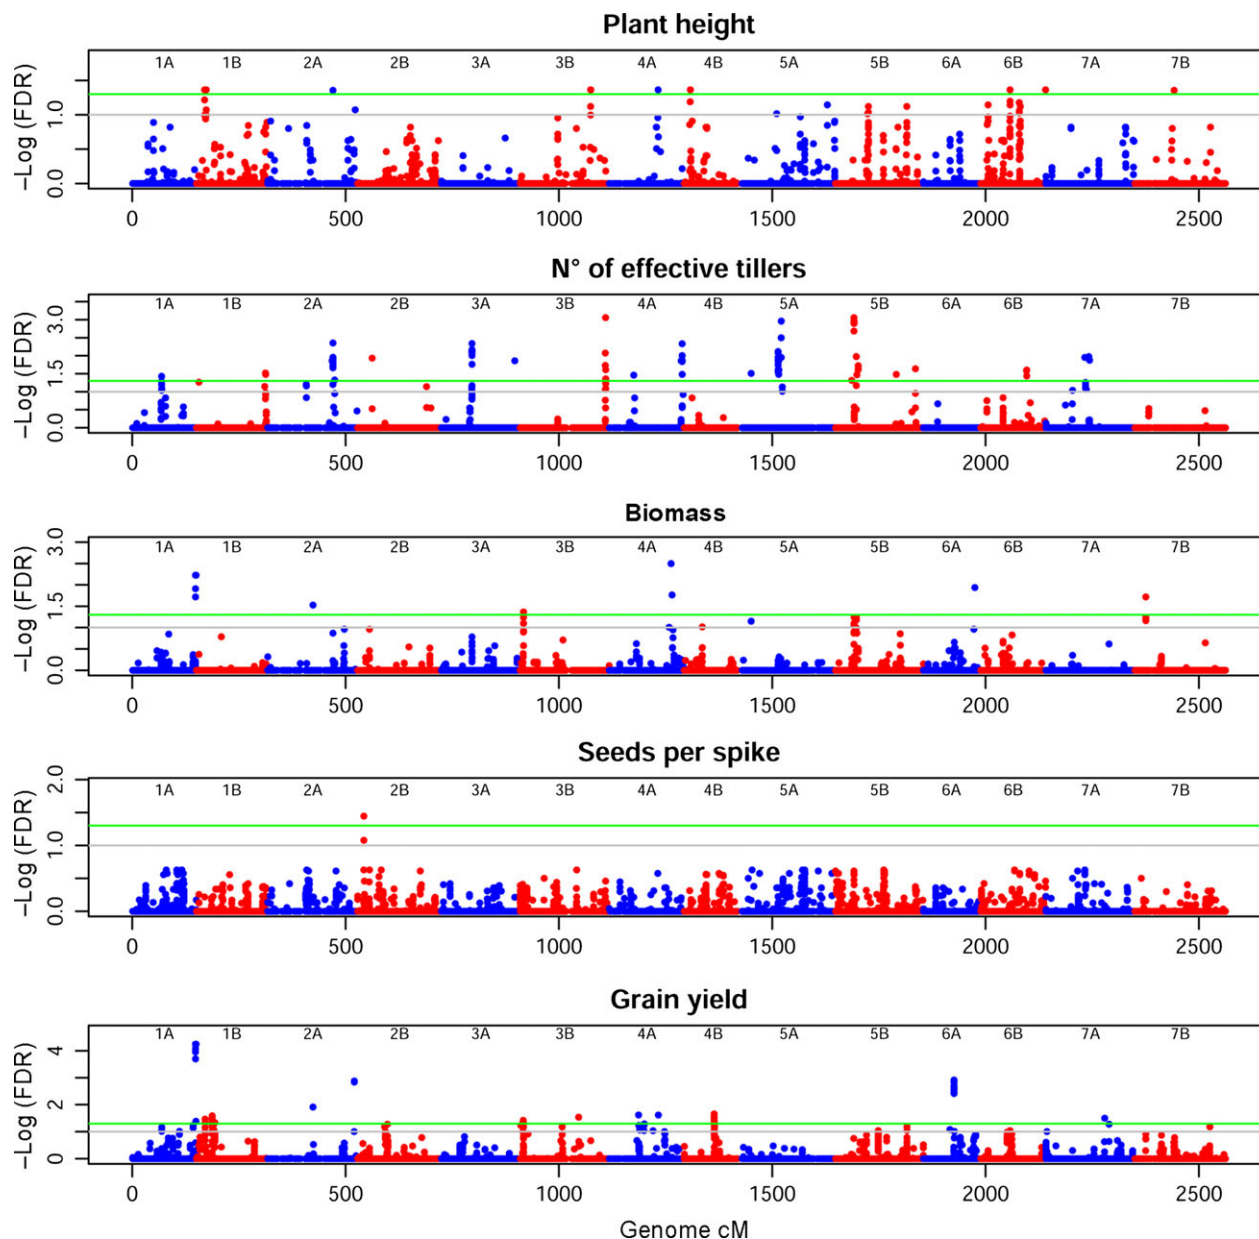 Plant height
1A 1B 2A 2B 3A 3B 4A 4B 5A 5B 6A 6B 7A 7B
−Log (FDR)
0.0 1.0
0 500 1000 1500 2000 2500
N° of effective tillers
1A 1B 2A 2B 3A 3B 4A 4B 5A 5B 6A 6B 7A 7B
−Log (FDR)
0.0 1.5 3.0
0 500 1000 1500 2000 2500
Biomass
1A 1B 2A 2B 3A 3B 4A 4B 5A 5B 6A 6B 7A 7B
−Log (FDR)
0.0 1.5 3.0
0 500 1000 1500 2000 2500
Seeds per spike
1A 1B 2A 2B 3A 3B 4A 4B 5A 5B 6A 6B 7A 7B
−Log (FDR)
0.0 1.0 2.0
0 500 1000 1500 2000 2500
Grain yield
1A 1B 2A 2B 3A 3B 4A 4B 5A 5B 6A 6B 7A 7B
−Log (FDR)
0 2 4
0 500 1000 1500 2000 2500
Genome cM